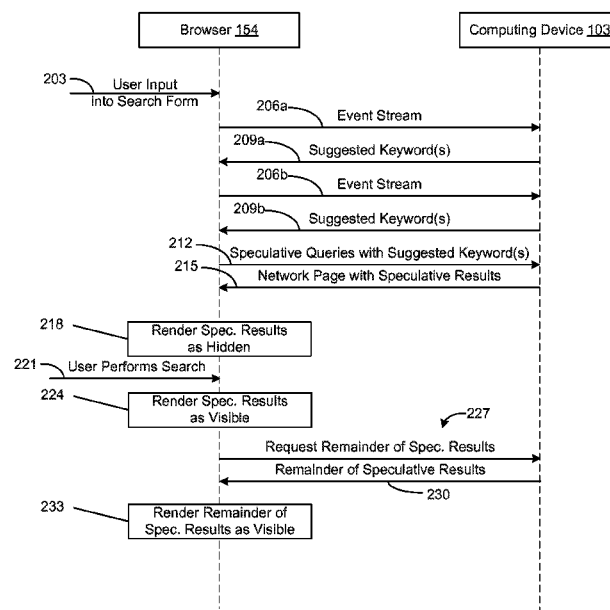 Browser 154
Computing Device 103
203
User Input
into Search Form
206a
Event Stream
209a
Suggested Keyword(s)
206b
Event Stream
209b
Suggested Keyword(s)
212
Speculative Queries with Suggested Keyword(s)
215
Network Page with Speculative Results
218
Render Spec. Results
as Hidden
221
User Performs Search
224
Render Spec. Results
as Visible
227
Request Remainder of Spec. Results
Remainder of Speculative Results
230
233
Render Remainder of
Spec. Results as Visible